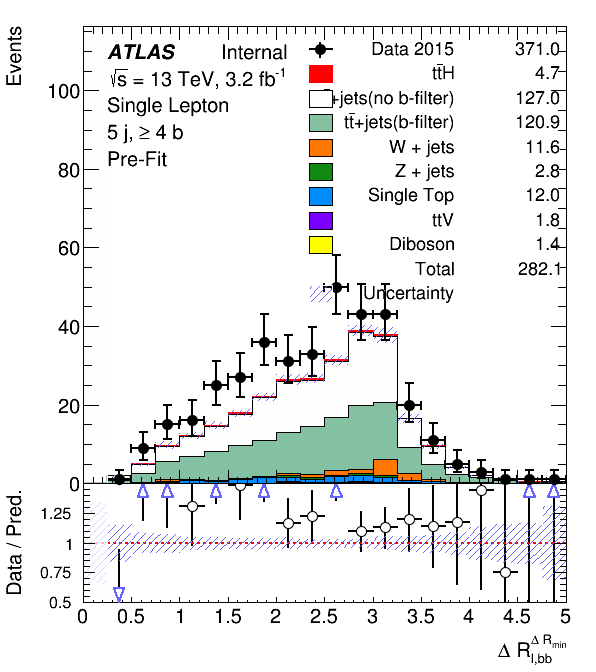 Events
ATLAS Internal
√s = 13 TeV, 3.2 fb⁻¹
Single Lepton
5 j, ≥ 4 b
Pre-Fit
Data 2015 371.0
tt̄H 4.7
+jets(no b-filter) 127.0
tt̄+jets(b-filter) 120.9
W + jets 11.6
Z + jets 2.8
Single Top 12.0
ttV 1.8
Diboson 1.4
Total 282.1
Uncertainty
100
80
60
40
20
0
Data / Pred.
1.25
1
0.75
0.5
0 0.5 1 1.5 2 2.5 3 3.5 4 4.5 5
Δ R_{l,bb}^{Δ R_{min}}